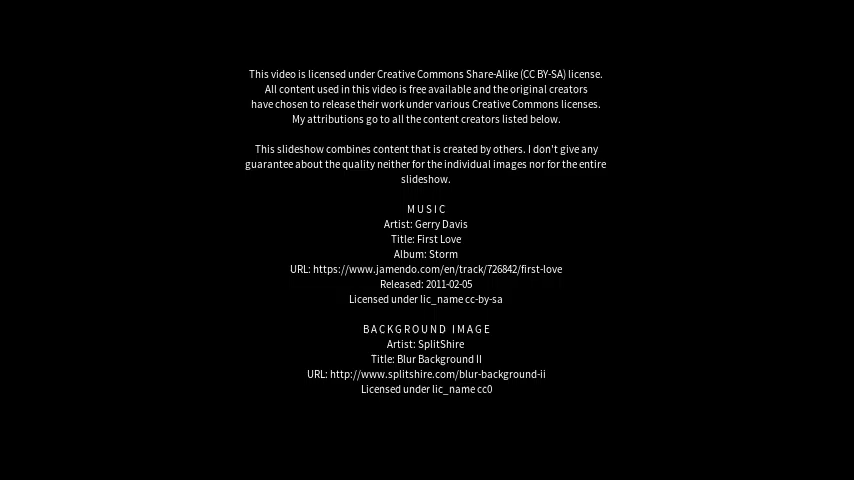 This video is licensed under Creative Commons Share-Alike (CC BY-SA) license.
All content used in this video is free available and the original creators
have chosen to release their work under various Creative Commons licenses.
My attributions go to all the content creators listed below.
This slideshow combines content that is created by others. I don't give any
guarantee about the quality neither for the individual images nor for the entire
slideshow.
MUSIC
Artist: Gerry Davis
Title: First Love
Album: Storm
URL: https://www.jamendo.com/en/track/726842/first-love
Released: 2011-02-05
Licensed under lic_name cc-by-sa
BACKGROUND IMAGE
Artist: SplitShire
Title: Blur Background II
URL: http://www.splitshire.com/blur-background-ii
Licensed under lic_name cc0